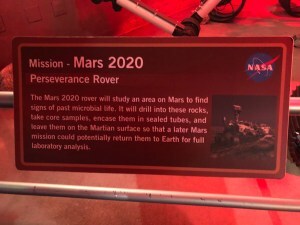 Mission - Mars 2020
Perseverance Rover
NASA
The Mars 2020 rover will study an area on Mars to find
signs of past microbial life. It will drill into these rocks,
take core samples, encase them in sealed tubes, and
leave them on the Martian surface so that a later Mars
mission could potentially return them to Earth for full
laboratory analysis.